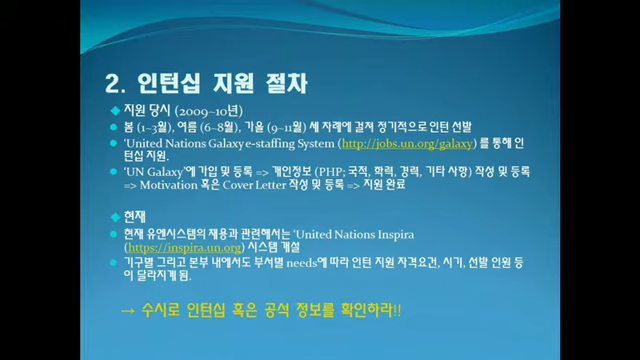 2. 인턴십 지원 절차
지원 당시 (2009~10년)
봄 (1~3월), 여름 (6~8월), 가을 (9~11월) 세 차례에 걸쳐 정기적으로 인턴 선발
‘United Nations Galaxy e-staffing System (http://jobs.un.org/galaxy) 를 통해 인
턴십 지원.
‘UN Galaxy’에 가입 및 등록 => 개인정보 (PHP; 국적, 학력, 경력, 기타 사항) 작성 및 등록
=> Motivation 혹은 Cover Letter 작성 및 등록 => 지원 완료
현재
현재 유엔시스템의 채용과 관련해서는 ‘United Nations Inspira
(https://inspira.un.org) 시스템 개설
기구별 그리고 본부 내에서도 부서별 needs에 따라 인턴 지원 자격요건, 시기, 선발 인원 등
이 달라지게 됨.
→ 수시로 인턴십 혹은 공석 정보를 확인하라!!